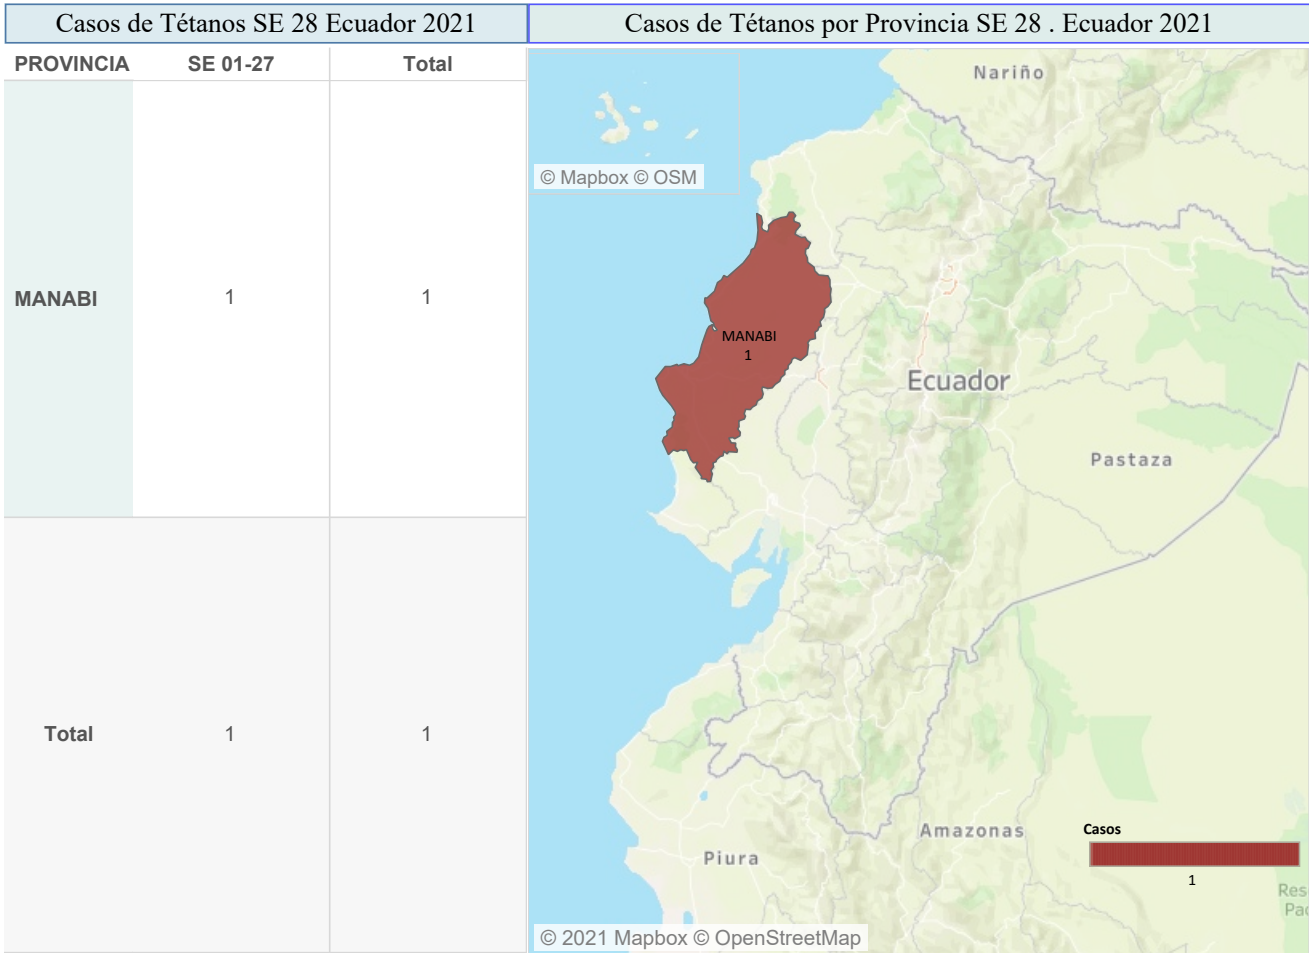 Casos de Tétanos SE 28 Ecuador 2021
PROVINCIA SE 01-27 Total
MANABI 1 1
Total 1 1
Casos de Tétanos por Provincia SE 28 . Ecuador 2021
Nariño
© Mapbox © OSM
MANABI
1
Ecuador
Pastaza
Amazonas
Piura
Casos
1
Res
Pac
© 2021 Mapbox © OpenStreetMap